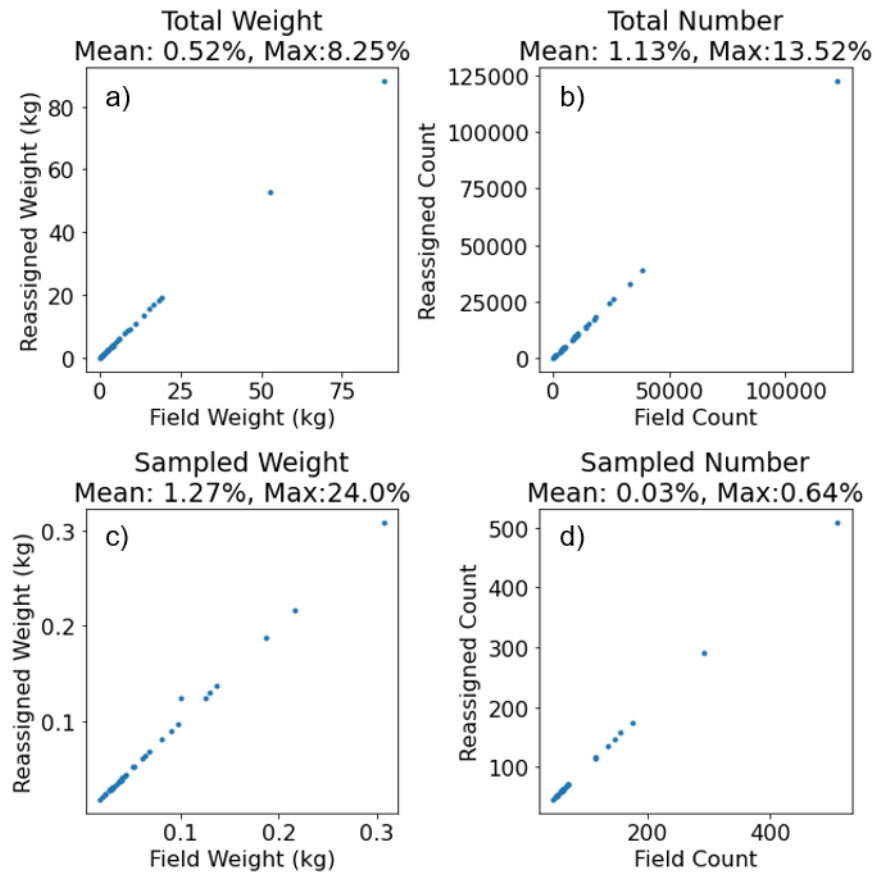 Total Weight
Mean: 0.52%, Max:8.25%
a)
Reassigned Weight (kg)
80
60
40
20
0
0 25 50 75
Field Weight (kg)
Total Number
Mean: 1.13%, Max:13.52%
b)
Reassigned Count
125000
100000
75000
50000
25000
0
0 50000 100000
Field Count
Sampled Weight
Mean: 1.27%, Max:24.0%
c)
Reassigned Weight (kg)
0.3
0.2
0.1
0.1 0.2 0.3
Field Weight (kg)
Sampled Number
Mean: 0.03%, Max:0.64%
d)
Reassigned Count
500
400
300
200
100
200 400
Field Count